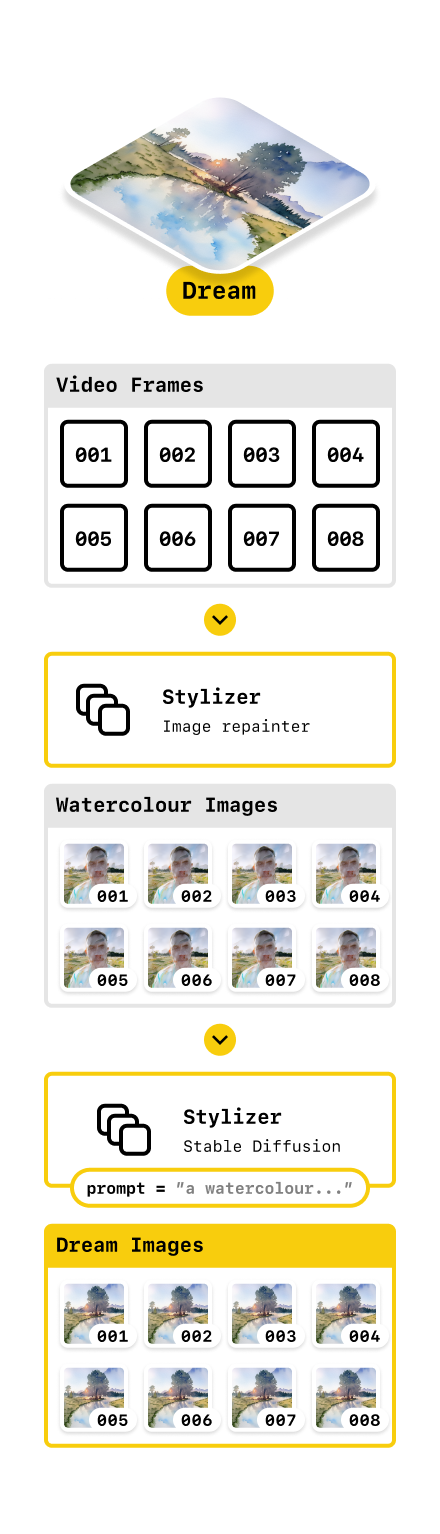 Dream
Video Frames
001 002 003 004
005 006 007 008
Stylizer
Image repainter
Watercolour Images
001 002 003 004
005 006 007 008
Stylizer
Stable Diffusion
prompt = ”a watercolour...”
Dream Images
001 002 003 004
005 006 007 008